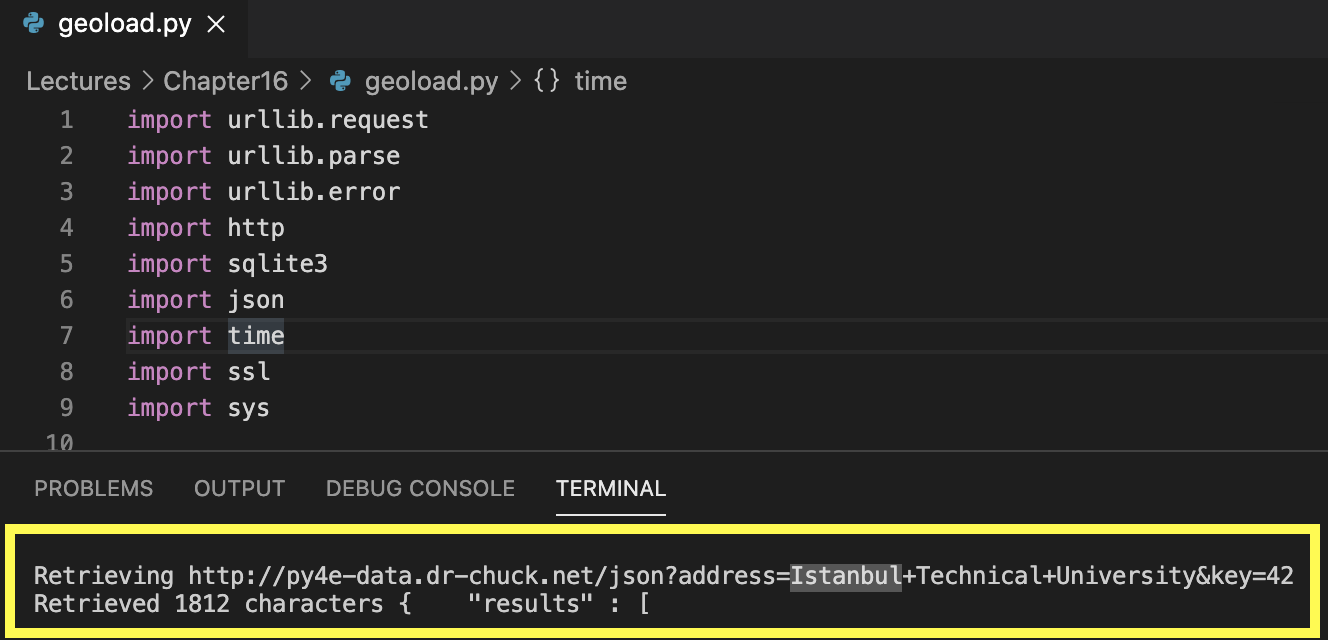 geoload.py ×
Lectures > Chapter16 > geoload.py > {} time
1 import urllib.request
2 import urllib.parse
3 import urllib.error
4 import http
5 import sqlite3
6 import json
7 import time
8 import ssl
9 import sys
10
PROBLEMS OUTPUT DEBUG CONSOLE TERMINAL
Retrieving http://py4e-data.dr-chuck.net/json?address=Istanbul+Technical+University&key=42
Retrieved 1812 characters {    "results" : [